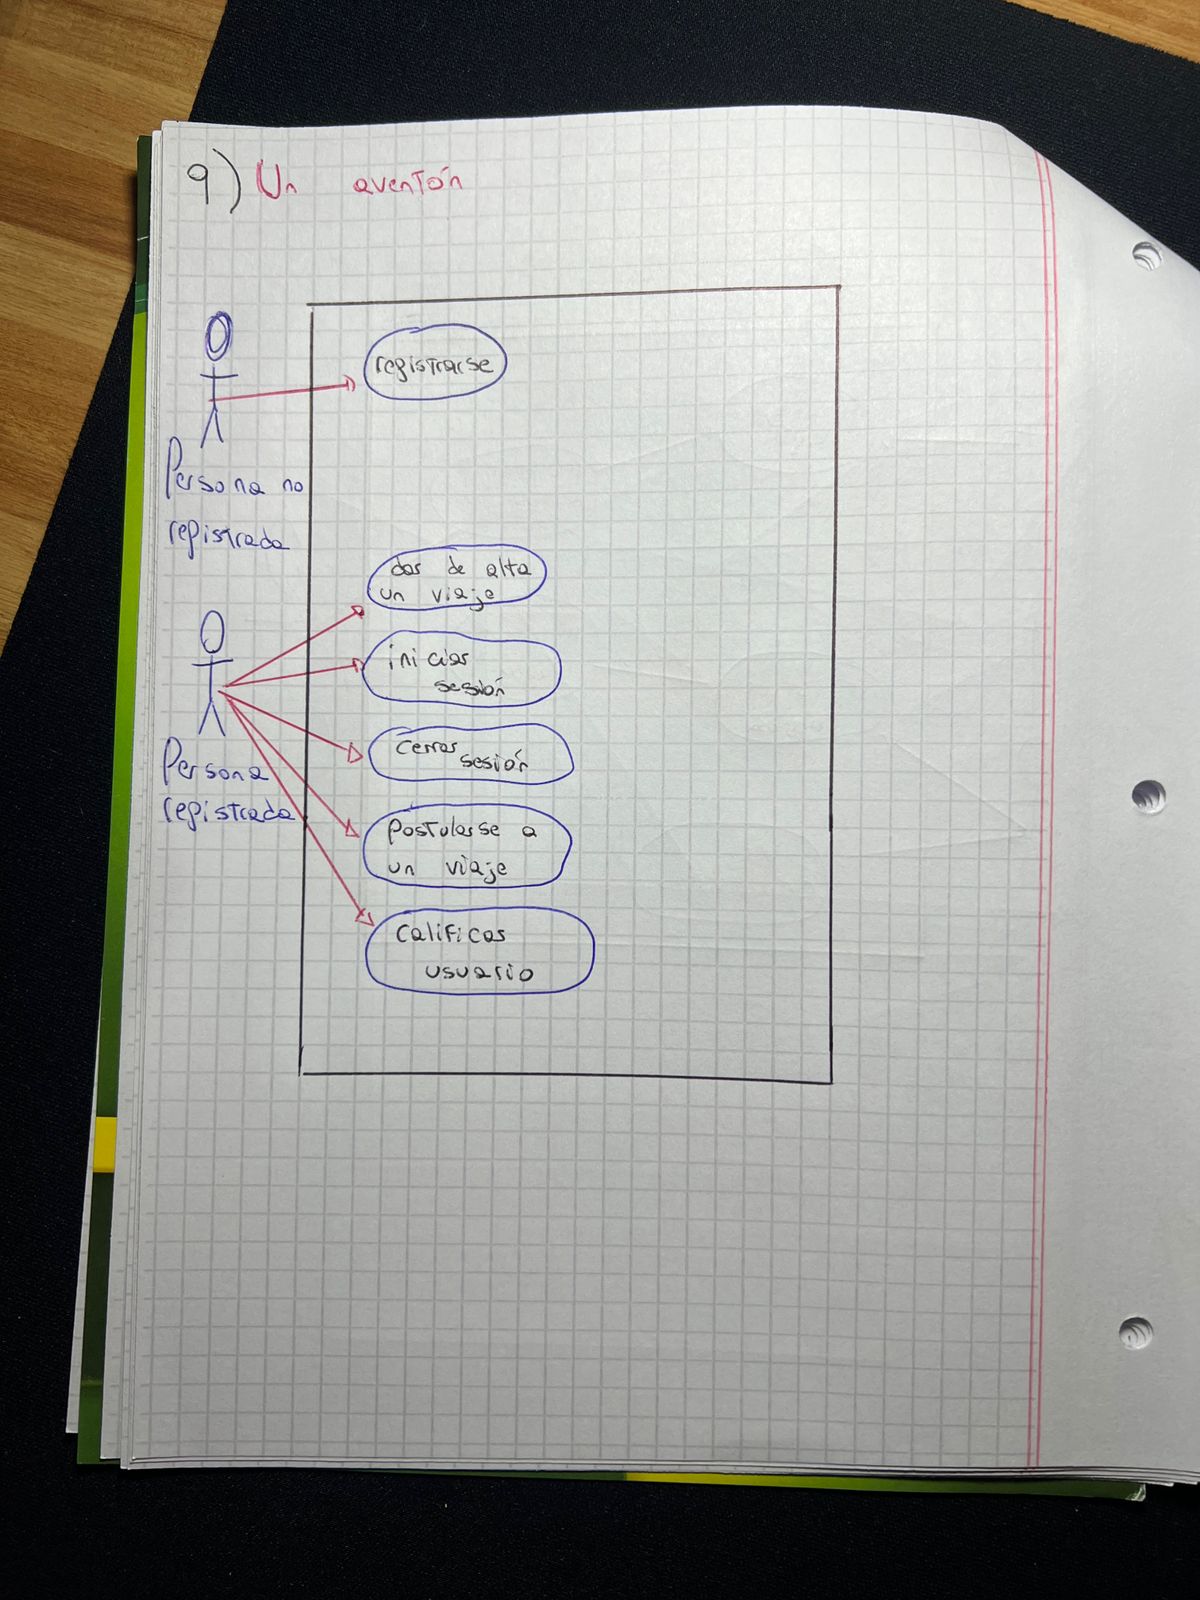 9) Un aventón
registrarse
Persona no
registrada
dar de alta
un viaje
iniciar
sesión
cerrar
sesión
Persona
registrada
Postularse a
un viaje
Calificar
usuario